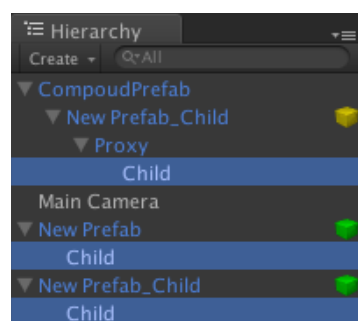 Hierarchy
Create All
CompoudPrefab
New Prefab_Child
Proxy
Child
Main Camera
New Prefab
Child
New Prefab_Child
Child